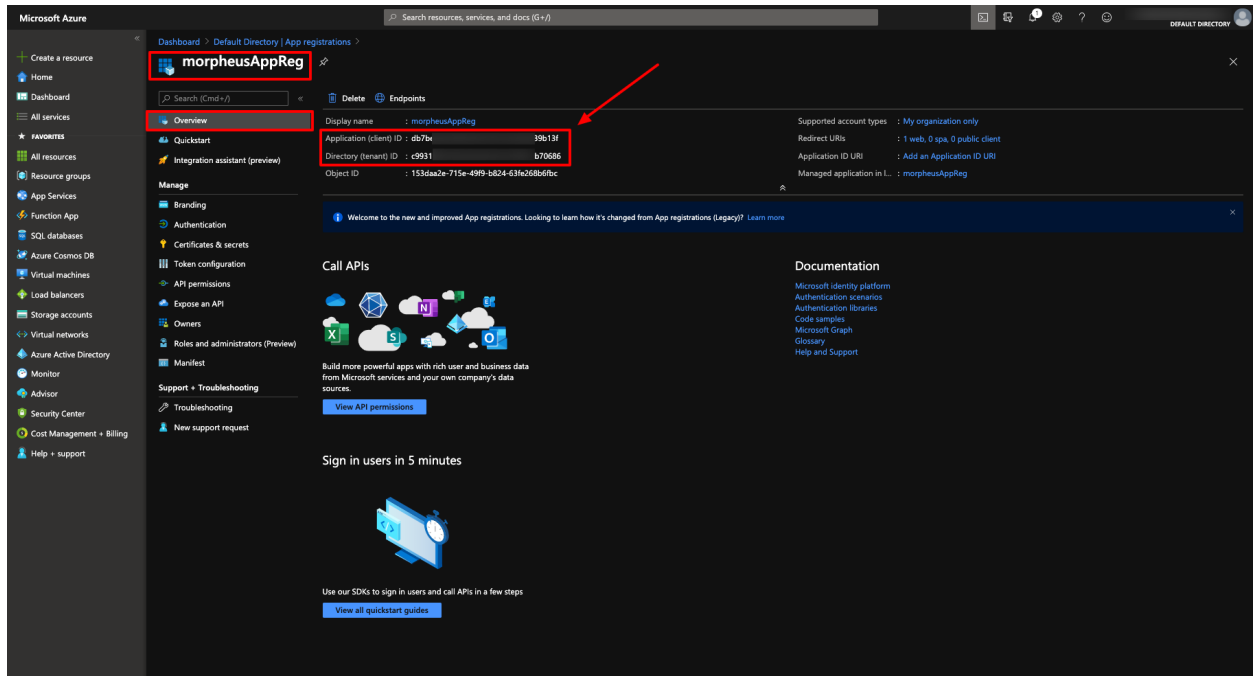 Microsoft Azure
Search resources, services, and docs (G+/)
1
DEFAULT DIRECTORY
Create a resource
Home
Dashboard
All services
FAVORITES
All resources
Resource groups
App Services
Function App
SQL databases
Azure Cosmos DB
Virtual machines
Load balancers
Storage accounts
Virtual networks
Azure Active Directory
Monitor
Advisor
Security Center
Cost Management + Billing
Help + support
Dashboard > Default Directory | App registrations >
morpheusAppReg
Search (Cmd+/)
Overview
Quickstart
Integration assistant (preview)
Manage
Branding
Authentication
Certificates & secrets
Token configuration
API permissions
Expose an API
Owners
Roles and administrators (Preview)
Manifest
Support + Troubleshooting
Troubleshooting
New support request
Delete Endpoints
Display name : morpheusAppReg
Application (client) ID : db7be 39b13f
Directory (tenant) ID : c9931 b70686
Object ID : 153daa2e-715e-49f9-b824-63fe268b6fbc
Supported account types : My organization only
Redirect URIs : 1 web, 0 spa, 0 public client
Application ID URI : Add an Application ID URI
Managed application in l... : morpheusAppReg
Welcome to the new and improved App registrations. Looking to learn how it's changed from App registrations (Legacy)? Learn more
Call APIs
N
X
S
O
Build more powerful apps with rich user and business data
from Microsoft services and your own company's data
sources.
View API permissions
Sign in users in 5 minutes
Use our SDKs to sign in users and call APIs in a few steps
View all quickstart guides
Documentation
Microsoft identity platform
Authentication scenarios
Authentication libraries
Code samples
Microsoft Graph
Glossary
Help and Support